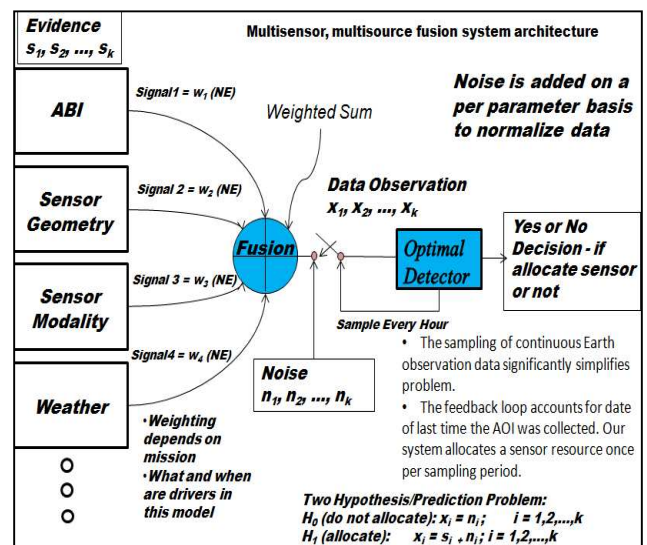 Evidence
s1, s2, ..., sk
Multisensor, multisource fusion system architecture
ABI
Signal1 = w1 (NE)
Weighted Sum
Noise is added on a
per parameter basis
to normalize data
Sensor
Geometry
Signal 2 = w2 (NE)
Data Observation
x1, x2, ..., xk
Fusion
Optimal
Detector
Yes or No
Decision - if
allocate sensor
or not
Sensor
Modality
Signal 3 = w3 (NE)
Sample Every Hour
Signal4 = w4 (NE)
Weather
Noise
n1, n2, ..., nk
• The sampling of continuous Earth
observation data significantly simplifies
problem.
• The feedback loop accounts for date
of last time the AOI was collected. Our
system allocates a sensor resource once
per sampling period.
•Weighting
depends on
mission
•What and when
are drivers in
this model
Two Hypothesis/Prediction Problem:
H0 (do not allocate): xi = ni ; i = 1,2,...,k
H1 (allocate): xi = si + ni ; i = 1,2,...,k